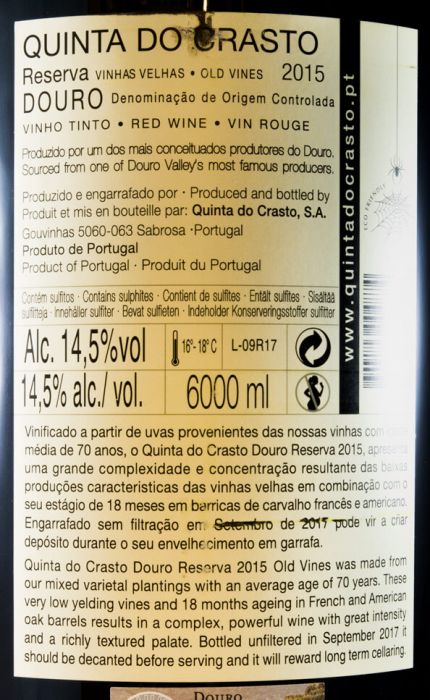 QUINTA DO CRASTO
Reserva VINHAS VELHAS • OLD VINES 2015
DOURO Denominação de Origem Controlada
VINHO TINTO • RED WINE • VIN ROUGE
Produzido por um dos mais conceituados produtores do Douro.
Sourced from one of Douro Valley's most famous producers.
Produzido e engarrafado por · Produced and bottled by
Produit et mis en bouteille par: Quinta do Crasto, S.A.
Gouvinhas 5060-063 Sabrosa ·Portugal
Produto de Portugal
Product of Portugal · Produit du Portugal
Contém sulfitos · Contains sulphites · Contient de sulfites · Entält sulfites · Sisältää
sulfitteja · Innehåller sulfiter · Bevat sulfieten · Indeholder Konserveringsstoffer sulfitter
Alc. 14,5%vol
16°- 18°C
L-09R17
14,5% alc./ vol.
6000 ml
Vinificado a partir de uvas provenientes das nossas vinhas com
média de 70 anos, o Quinta do Crasto Douro Reserva 2015, apresenta
uma grande complexidade e concentração resultante das baixas
produções características das vinhas velhas em combinação com o
seu estágio de 18 meses em barricas de carvalho francês e americano.
Engarrafado sem filtração em Setembro de 2017 pode vir a criar
depósito durante o seu envelhecimento em garrafa.
Quinta do Crasto Douro Reserva 2015 Old Vines was made from
our mixed varietal plantings with an average age of 70 years. These
very low yelding vines and 18 months ageing in French and American
oak barrels results in a complex, powerful wine with great intensity
and a richly textured palate. Bottled unfiltered in September 2017 it
should be decanted before serving and it will reward long term cellaring.
www.quintadocrasto.pt
ECO FRIENDLY
DOURO